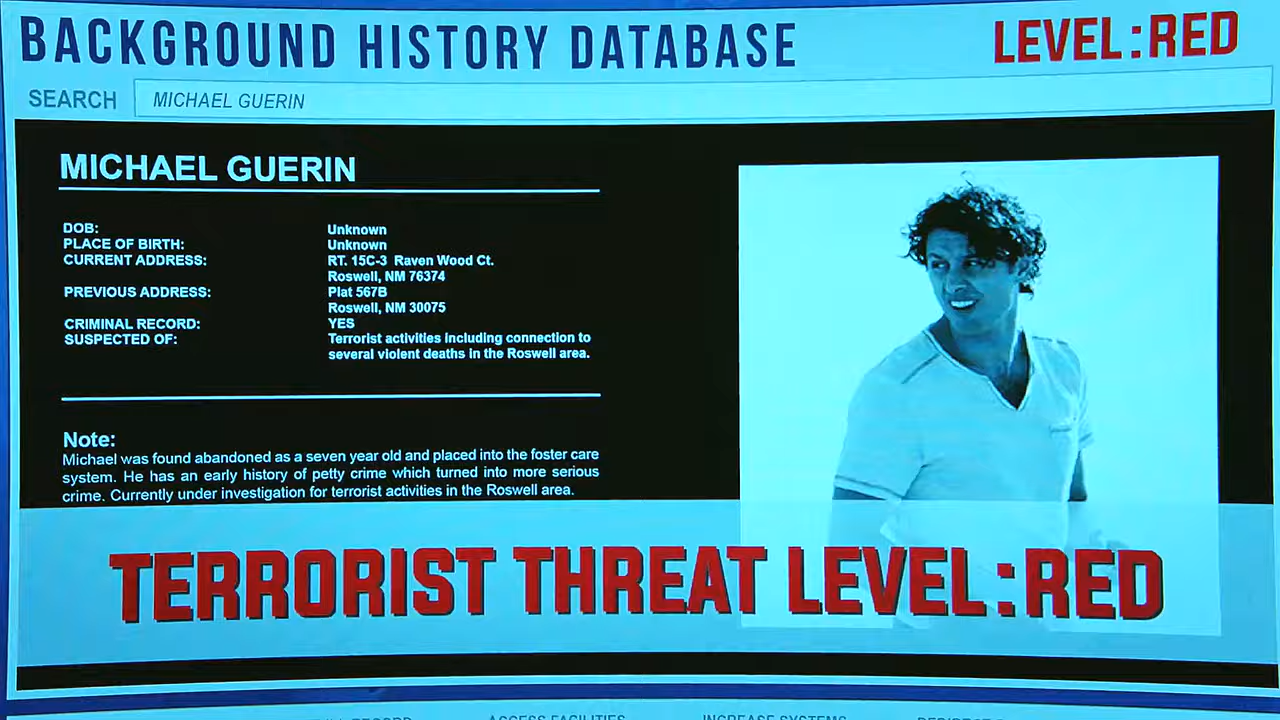 BACKGROUND HISTORY DATABASE
LEVEL:RED
SEARCH MICHAEL GUERIN
MICHAEL GUERIN
DOB: Unknown
PLACE OF BIRTH: Unknown
CURRENT ADDRESS: RT. 15C-3 Raven Wood Ct.
Roswell, NM 76374
PREVIOUS ADDRESS: Plat 567B
Roswell, NM 30075
CRIMINAL RECORD: YES
SUSPECTED OF: Terrorist activities including connection to
several violent deaths in the Roswell area.
Note:
Michael was found abandoned as a seven year old and placed into the foster care
system. He has an early history of petty crime which turned into more serious
crime. Currently under investigation for terrorist activities in the Roswell area.
TERRORIST THREAT LEVEL:RED
RECORD ACCESS FACILITIES INCREASE SYSTEMS